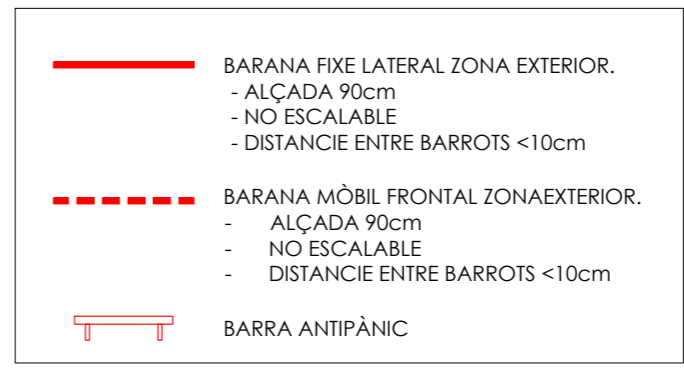 BARANA FIXE LATERAL ZONA EXTERIOR.
- ALÇADA 90cm
- NO ESCALABLE
- DISTANCIE ENTRE BARROTS <10cm
BARANA MÒBIL FRONTAL ZONAEXTERIOR.
- ALÇADA 90cm
- NO ESCALABLE
- DISTANCIE ENTRE BARROTS <10cm
BARRA ANTIPÀNIC